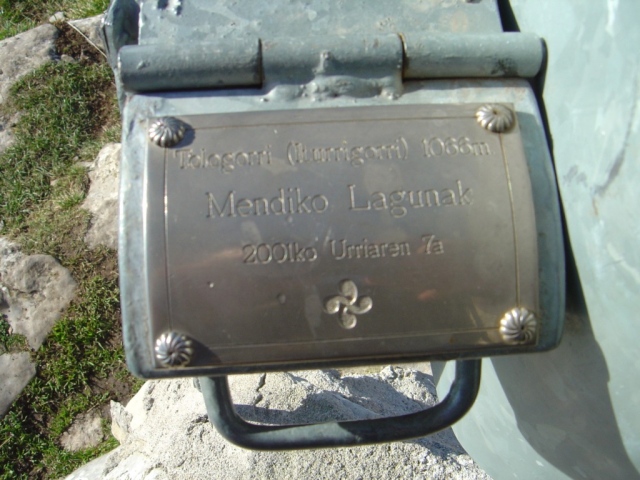 Tologorri (Iturrigorri) 1066m
Mendiko Lagunak
2001ko Urriaren 7a